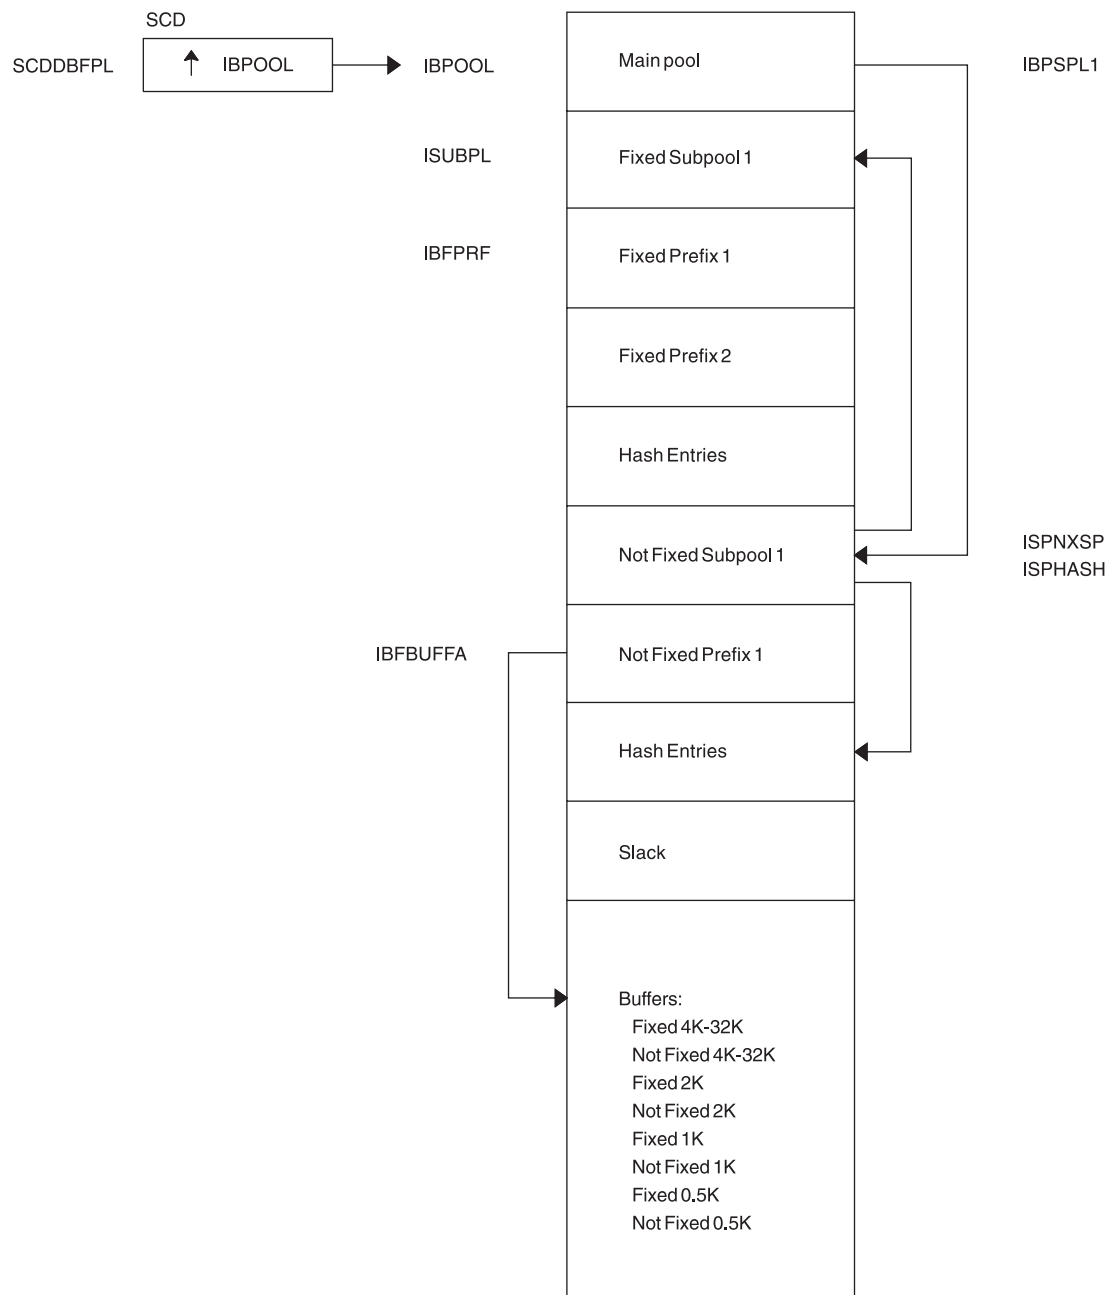 SCD
SCDDBFPL
IBPOOL
IBPOOL
Main pool
IBPSPL1
ISUBPL
Fixed Subpool 1
IBFPRF
Fixed Prefix 1
Fixed Prefix 2
Hash Entries
Not Fixed Subpool 1
ISPNXSP
ISPHASH
IBFBUFFA
Not Fixed Prefix 1
Hash Entries
Slack
Buffers:
Fixed 4K-32K
Not Fixed 4K-32K
Fixed 2K
Not Fixed 2K
Fixed 1K
Not Fixed 1K
Fixed 0.5K
Not Fixed 0.5K